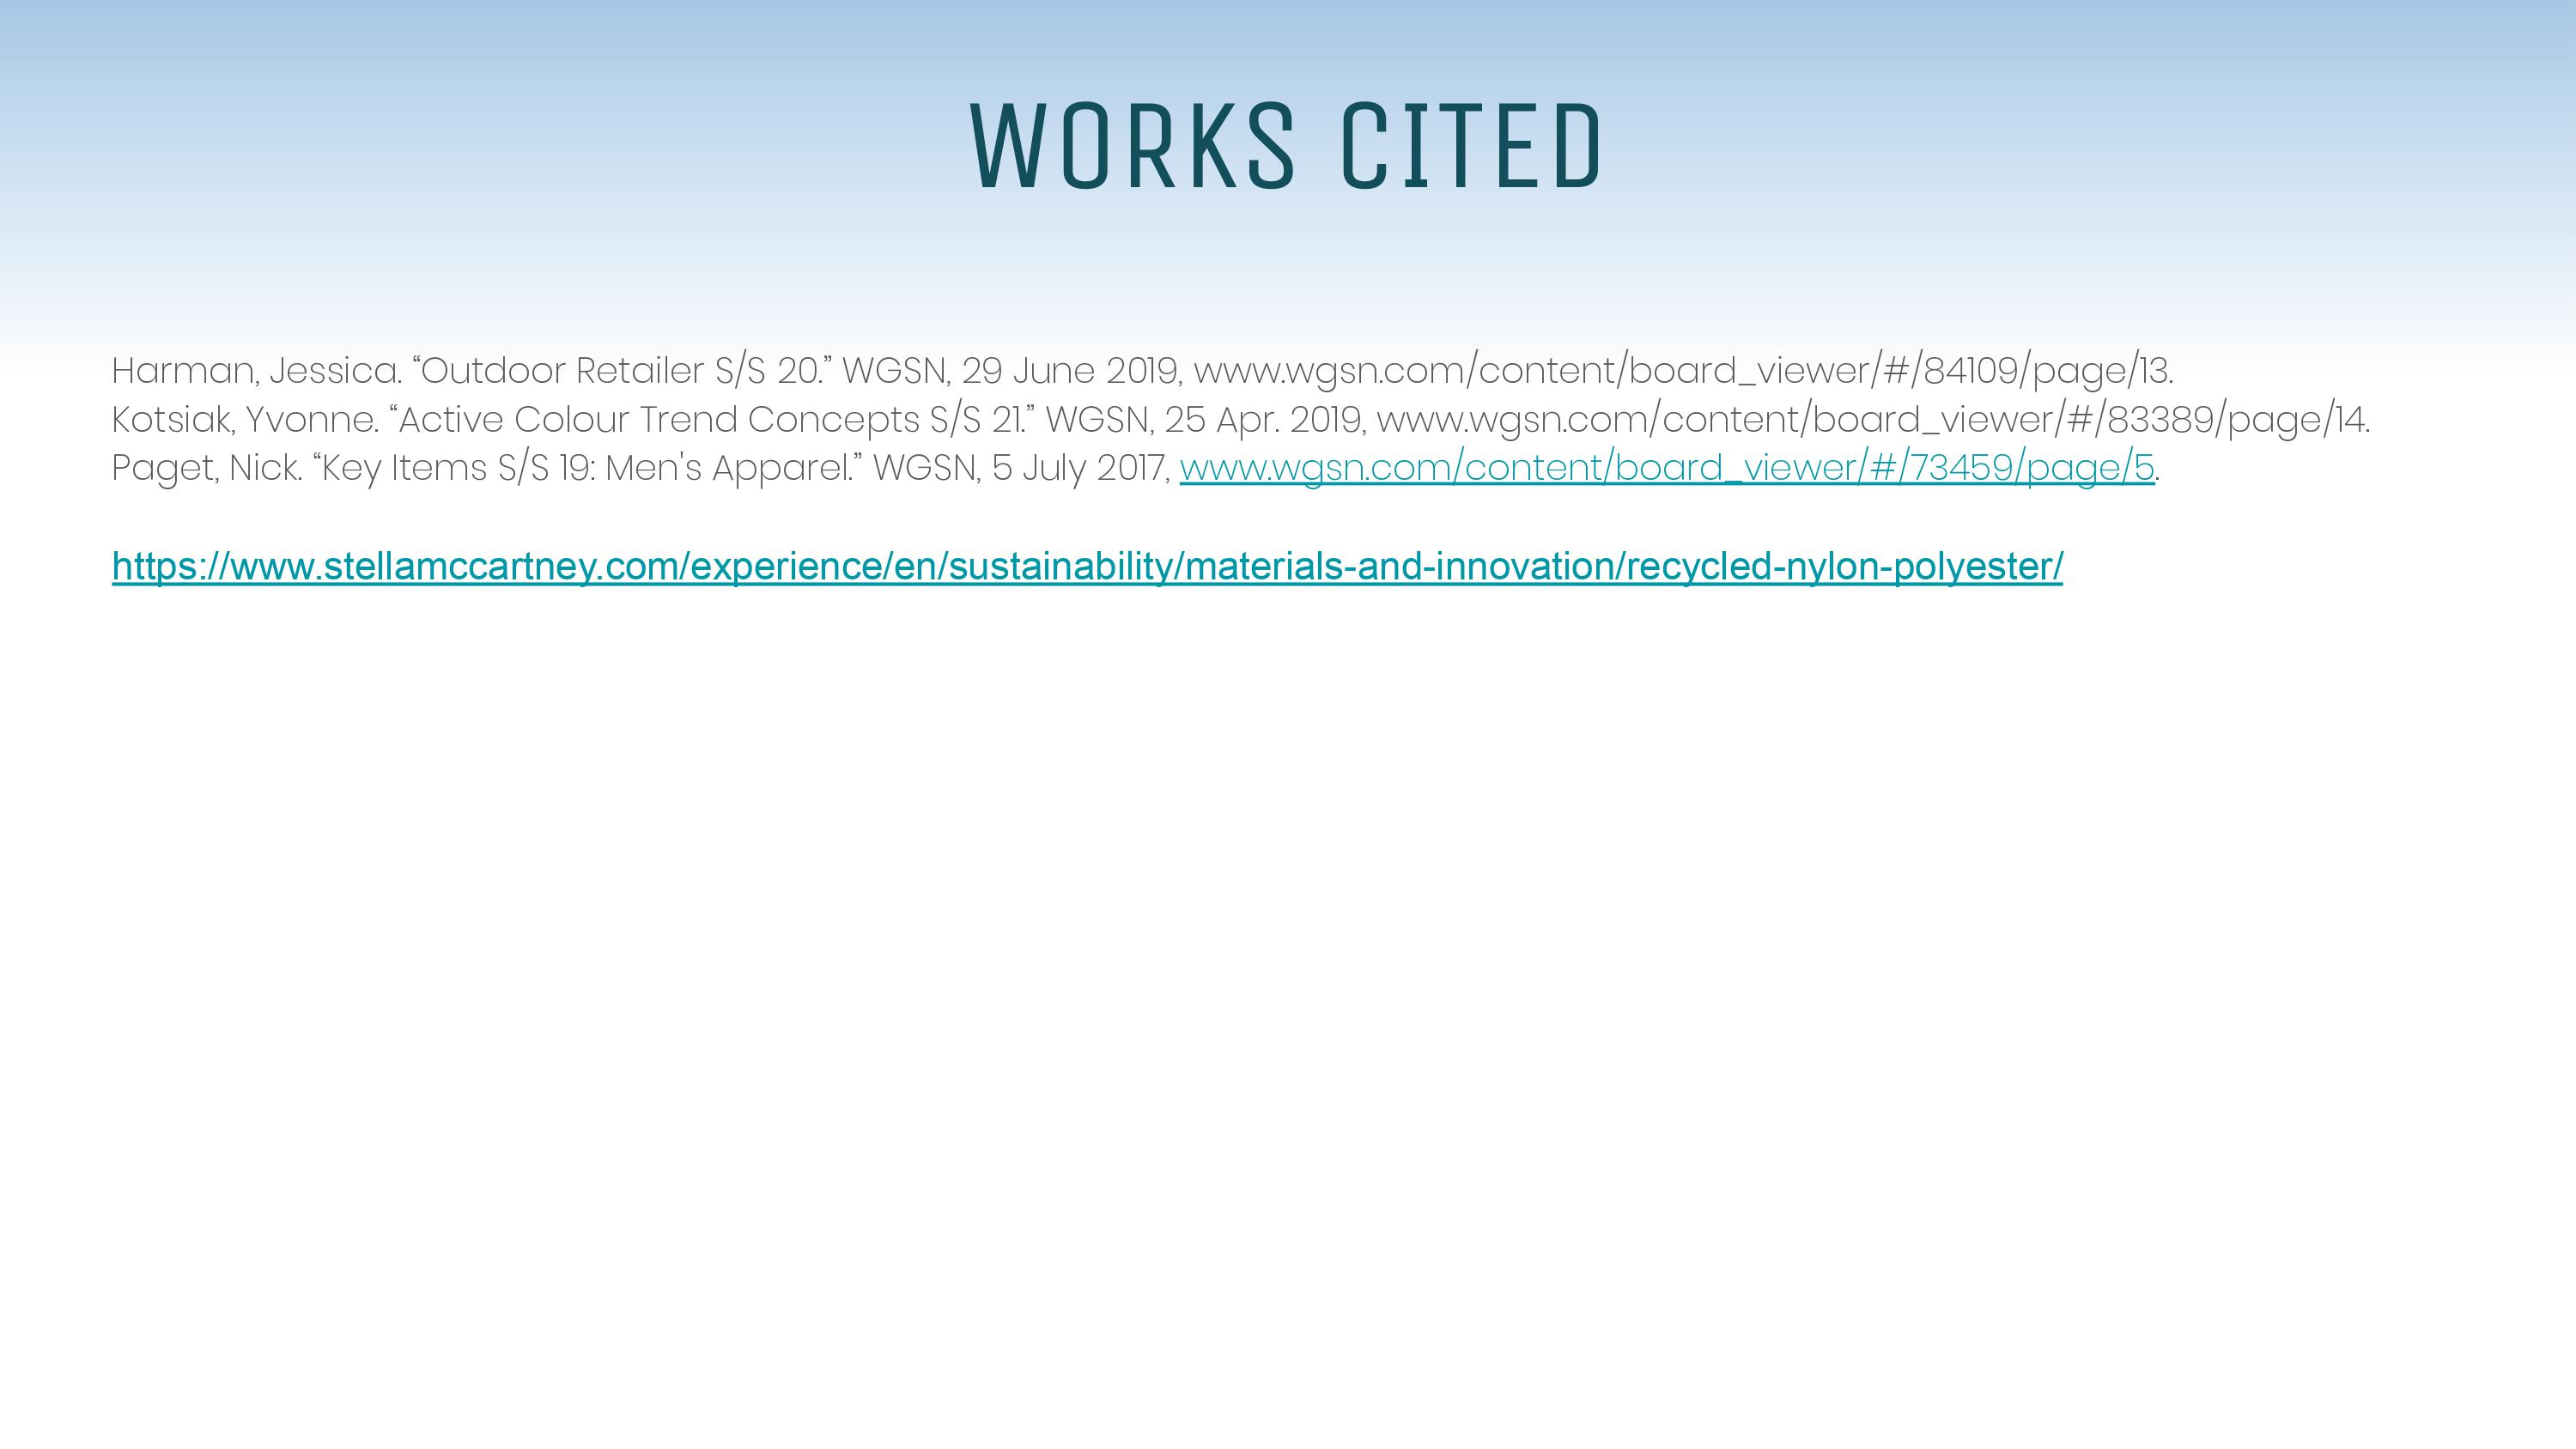 WORKS CITED
Harman, Jessica. “Outdoor Retailer S/S 20.” WGSN, 29 June 2019, www.wgsn.com/content/board_viewer/#/84109/page/13.
Kotsiak, Yvonne. “Active Colour Trend Concepts S/S 21.” WGSN, 25 Apr. 2019, www.wgsn.com/content/board_viewer/#/83389/page/14.
Paget, Nick. “Key Items S/S 19: Men's Apparel.” WGSN, 5 July 2017, www.wgsn.com/content/board_viewer/#/73459/page/5.
https://www.stellamccartney.com/experience/en/sustainability/materials-and-innovation/recycled-nylon-polyester/